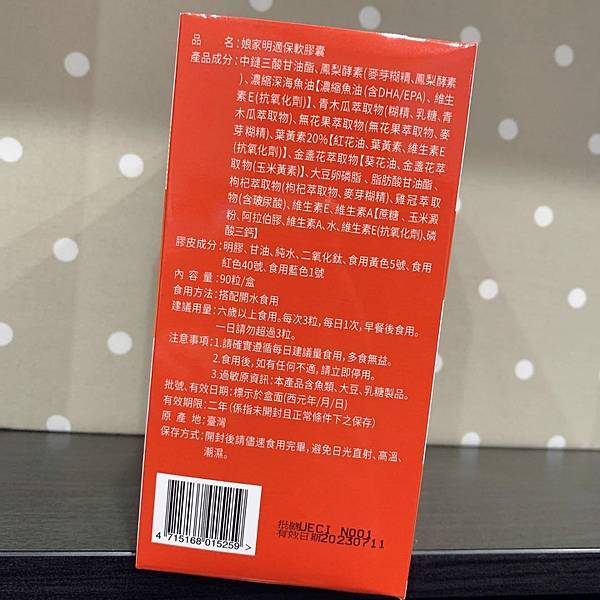 品　　名：娘家明適保軟膠囊
產品成分：中鏈三酸甘油酯、鳳梨酵素(麥芽糊精、鳳梨酵素
)、濃縮深海魚油【濃縮魚油(含DHA/EPA)、維生
素E(抗氧化劑)】、青木瓜萃取物(糊精、乳糖、青
木瓜萃取物)、無花果萃取物(無花果萃取物、麥
芽糊精)、葉黃素20%【紅花油、葉黃素、維生素E
(抗氧化劑)】、金盞花萃取物【葵花油、金盞花萃
取物(玉米黃素)】、大豆卵磷脂、脂肪酸甘油酯、
枸杞萃取物(枸杞萃取物、麥芽糊精)、雞冠萃取
物(含玻尿酸)、維生素E、維生素A【蔗糖、玉米澱
粉、阿拉伯膠、維生素A、水、維生素E(抗氧化劑)、磷
酸三鈣】
膠皮成分：明膠、甘油、純水、二氧化鈦、食用黃色5號、食用
紅色40號、食用藍色1號
內 容 量：90粒/盒
食用方法：搭配開水食用
建議用量：六歲以上食用。每次3粒，每日1次，早餐後食用。
一日請勿超過3粒。
注意事項：1.請確實遵循每日建議量食用，多食無益。
2.食用後，如有任何不適，請立即停用。
3.過敏原資訊：本產品含魚類、大豆、乳糖製品。
批號、有效日期：標示於盒面(西元年/月/日)
有效期限：二年(係指未開封且正常條件下之保存)
原 產 地：臺灣
保存方式：開封後請儘速食用完畢，避免日光直射、高溫、
潮濕。
4 715168 015259 >
批號UECI N001
有效日期20230711